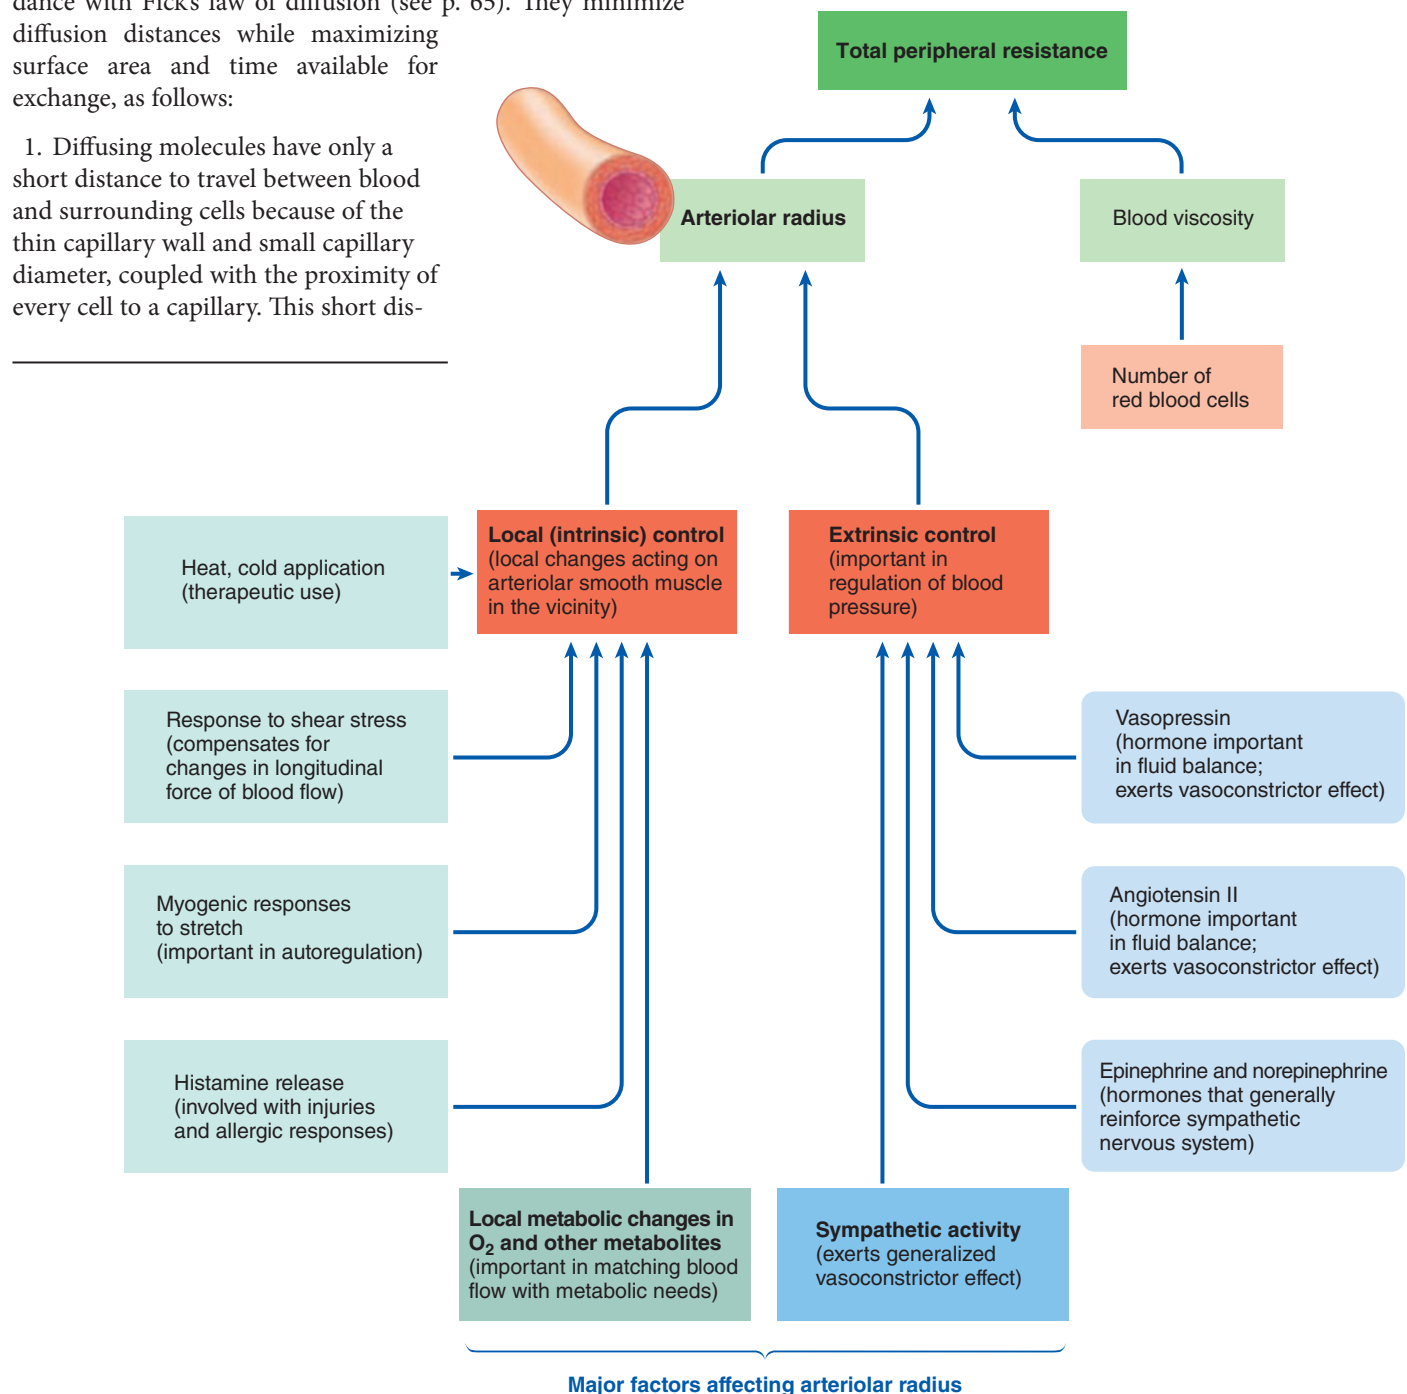 dance with Fick's law of diffusion (see p. 65). They minimize
diffusion distances while maximizing
surface area and time available for
exchange, as follows:
1. Diffusing molecules have only a
short distance to travel between blood
and surrounding cells because of the
thin capillary wall and small capillary
diameter, coupled with the proximity of
every cell to a capillary. This short dis-
Total peripheral resistance
Arteriolar radius
Blood viscosity
Number of
red blood cells
Heat, cold application
(therapeutic use)
Local (intrinsic) control
(local changes acting on
arteriolar smooth muscle
in the vicinity)
Extrinsic control
(important in
regulation of blood
pressure)
Response to shear stress
(compensates for
changes in longitudinal
force of blood flow)
Vasopressin
(hormone important
in fluid balance;
exerts vasoconstrictor effect)
Myogenic responses
to stretch
(important in autoregulation)
Angiotensin II
(hormone important
in fluid balance;
exerts vasoconstrictor effect)
Histamine release
(involved with injuries
and allergic responses)
Epinephrine and norepinephrine
(hormones that generally
reinforce sympathetic
nervous system)
Local metabolic changes in
O₂ and other metabolites
(important in matching blood
flow with metabolic needs)
Sympathetic activity
(exerts generalized
vasoconstrictor effect)
Major factors affecting arteriolar radius